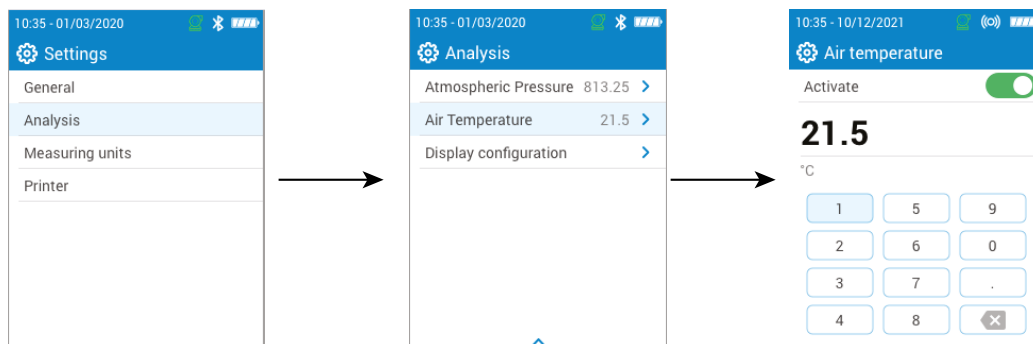 10:35 - 01/03/2020
Settings
General
Analysis
Measuring units
Printer
10:35 - 01/03/2020
Analysis
Atmospheric Pressure 813.25
Air Temperature 21.5
Display configuration
10:35 - 10/12/2021
Air temperature
Activate
21.5
°C
1 5 9
2 6 0
3 7 .
4 8